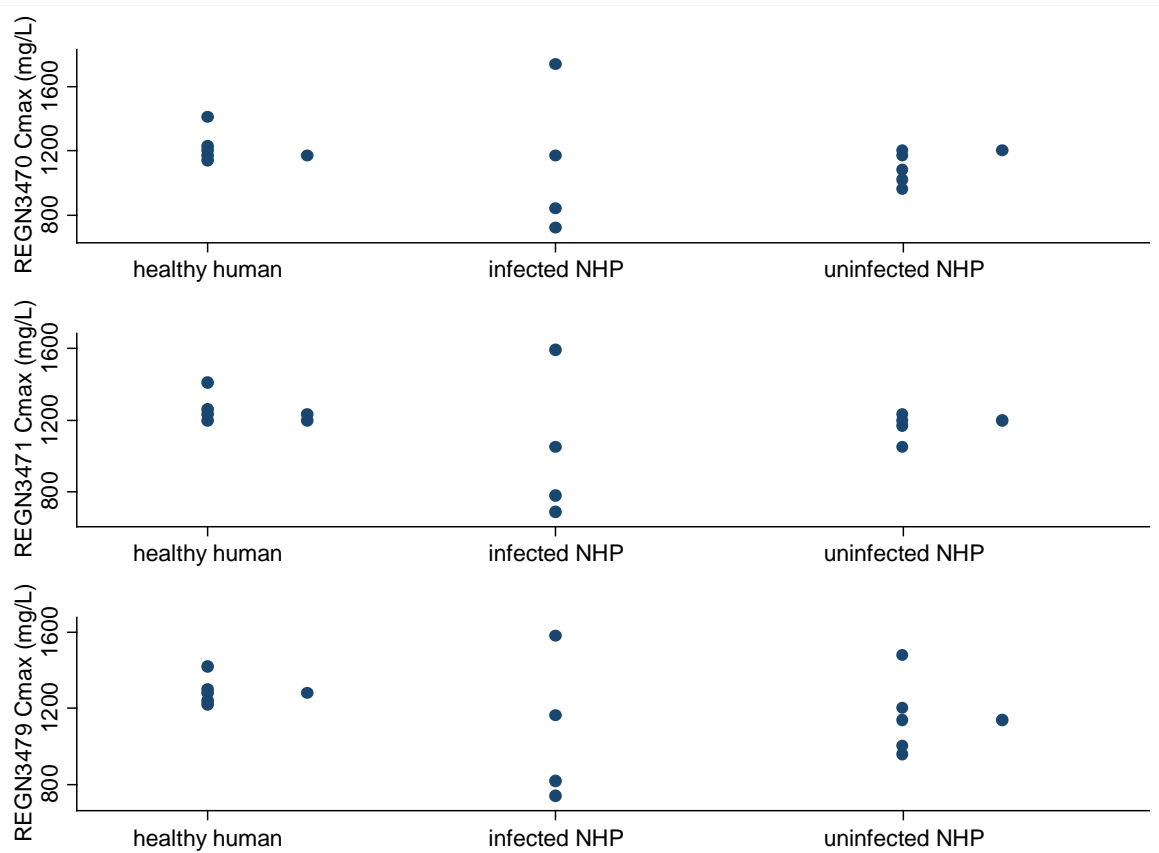 REGN3470 Cmax (mg/L)
1600
1200
800
healthy human
infected NHP
uninfected NHP
REGN3471 Cmax (mg/L)
1600
1200
800
healthy human
infected NHP
uninfected NHP
REGN3479 Cmax (mg/L)
1600
1200
800
healthy human
infected NHP
uninfected NHP